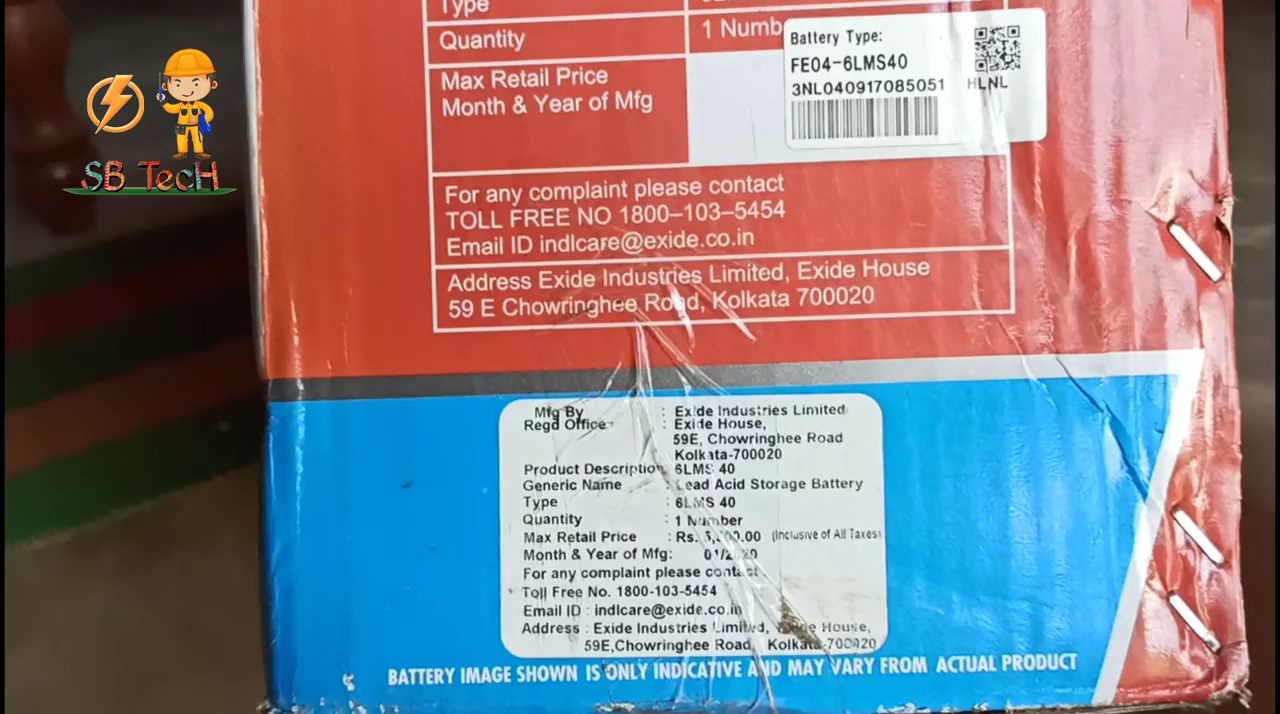 SB TecH
Type
Quantity
1 Numb
Max Retail Price
Month & Year of Mfg
Battery Type:
FE04-6LMS40
3NL040917085051
HLNL
For any complaint please contact
TOLL FREE NO 1800–103–5454
Email ID indlcare@exide.co.in
Address Exide Industries Limited, Exide House
59 E Chowringhee Road, Kolkata 700020
Mfg By : Exide Industries Limited
Regd Office : Exide House,
59E, Chowringhee Road
Kolkata-700020
Product Description 6LMS 40
Generic Name : Lead Acid Storage Battery
Type : 6LMS 40
Quantity : 1 Number
Max Retail Price : Rs. (Inclusive of All Taxes)
Month & Year of Mfg: 01/2020
For any complaint please contact
Toll Free No. 1800-103-5454
Email ID : indlcare@exide.co.in
Address : Exide Industries Limited, Exide House,
59E,Chowringhee Road, Kolkata-700020
BATTERY IMAGE SHOWN IS ONLY INDICATIVE AND MAY VARY FROM ACTUAL PRODUCT